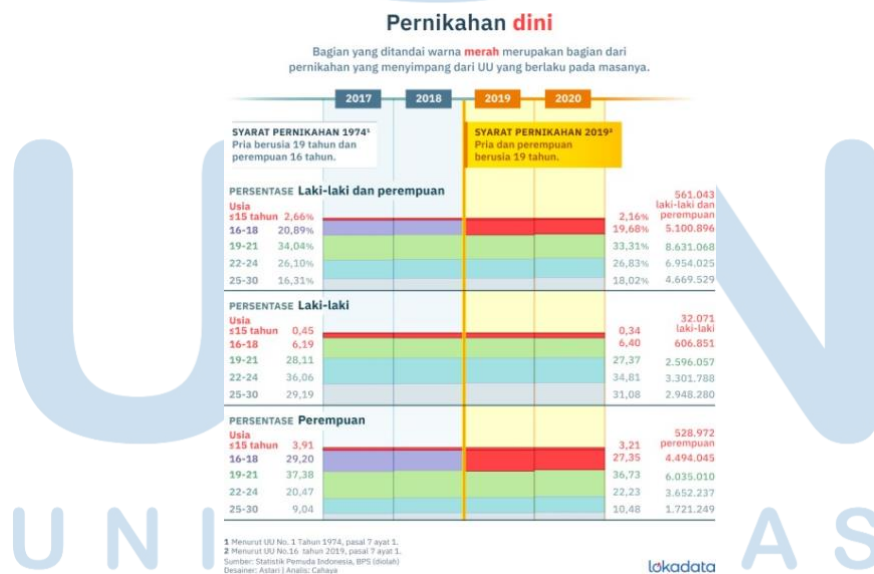 Pernikahan dini
Bagian yang ditandai warna merah merupakan bagian dari
pernikahan yang menyimpang dari UU yang berlaku pada masanya.
2017 2018 2019 2020
SYARAT PERNIKAHAN 1974¹
Pria berusia 19 tahun dan
perempuan 16 tahun.
SYARAT PERNIKAHAN 2019²
Pria dan perempuan
berusia 19 tahun.
PERSENTASE Laki-laki dan perempuan
Usia
561.043
laki-laki dan
perempuan
≤15 tahun 2,66% 2,16%
16-18 20,89% 19,68% 5.100.896
19-21 34,04% 33,31% 8.631.068
22-24 26,10% 26,83% 6.954.025
25-30 16,31% 18,02% 4.669.529
PERSENTASE Laki-laki
Usia
32.071
laki-laki
≤15 tahun 0,45 0,34
16-18 6,19 6,40 606.851
19-21 28,11 27,37 2.596.057
22-24 36,06 34,81 3.301.788
25-30 29,19 31,08 2.948.280
PERSENTASE Perempuan
Usia
528.972
perempuan
≤15 tahun 3,91 3,21
16-18 29,20 27,35 4.494.045
19-21 37,38 36,73 6.035.010
22-24 20,47 22,23 3.652.237
25-30 9,04 10,48 1.721.249
1 Menurut UU No. 1 Tahun 1974, pasal 7 ayat 1.
2 Menurut UU No.16 tahun 2019, pasal 7 ayat 1.
Sumber: Statistik Pemuda Indonesia, BPS (diolah)
Desainer: Astari | Analis: Cahaya
lokadata
U N
U N I A S